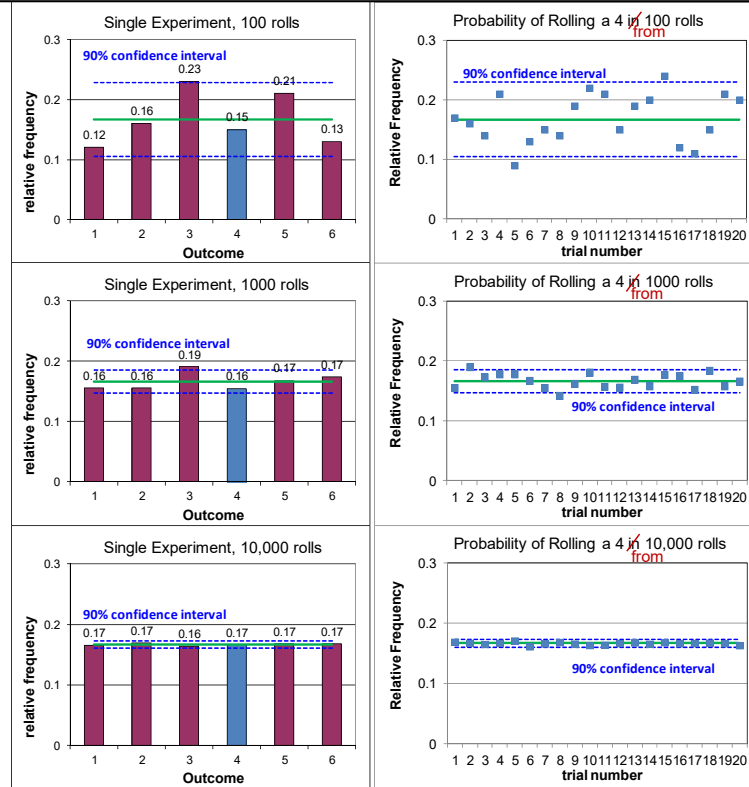 Single Experiment, 100 rolls
0.3
0.2
0.1
0
relative frequency
90% confidence interval
0.12
0.16
0.23
0.15
0.21
0.13
1 2 3 4 5 6
Outcome
Probability of Rolling a 4 in 100 rolls
from
0.3
0.2
0.1
0
Relative Frequency
90% confidence interval
1 2 3 4 5 6 7 8 9 10 11 12 13 14 15 16 17 18 19 20
trial number
Single Experiment, 1000 rolls
0.3
0.2
0.1
0
relative frequency
90% confidence interval
0.16
0.16
0.19
0.16
0.17
0.17
1 2 3 4 5 6
Outcome
Probability of Rolling a 4 in 1000 rolls
from
0.3
0.2
0.1
0
Relative Frequency
90% confidence interval
1 2 3 4 5 6 7 8 9 10 11 12 13 14 15 16 17 18 19 20
trial number
Single Experiment, 10,000 rolls
0.3
0.2
0.1
0
relative frequency
90% confidence interval
0.17
0.17
0.16
0.17
0.17
0.17
1 2 3 4 5 6
Outcome
Probability of Rolling a 4 in 10,000 rolls
from
0.3
0.2
0.1
0
Relative Frequency
90% confidence interval
1 2 3 4 5 6 7 8 9 10 11 12 13 14 15 16 17 18 19 20
trial number